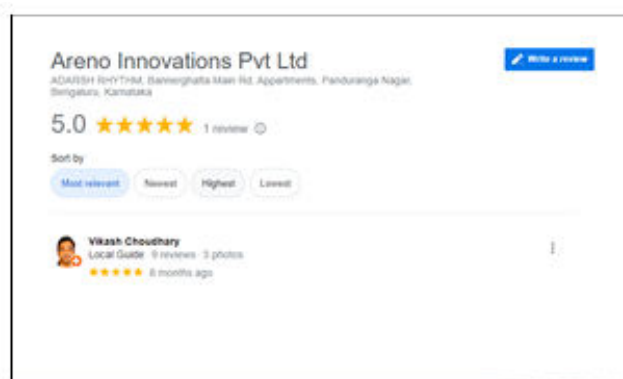 Areno Innovations Pvt Ltd
Write a review
ADARSH RHYTHM, Bannerghatta Main Rd, Appartments, Panduranga Nagar,
Bengaluru, Karnataka
5.0 1 review
Sort by
Most relevant Newest Highest Lowest
Vikash Choudhary
Local Guide · 9 reviews · 3 photos
8 months ago